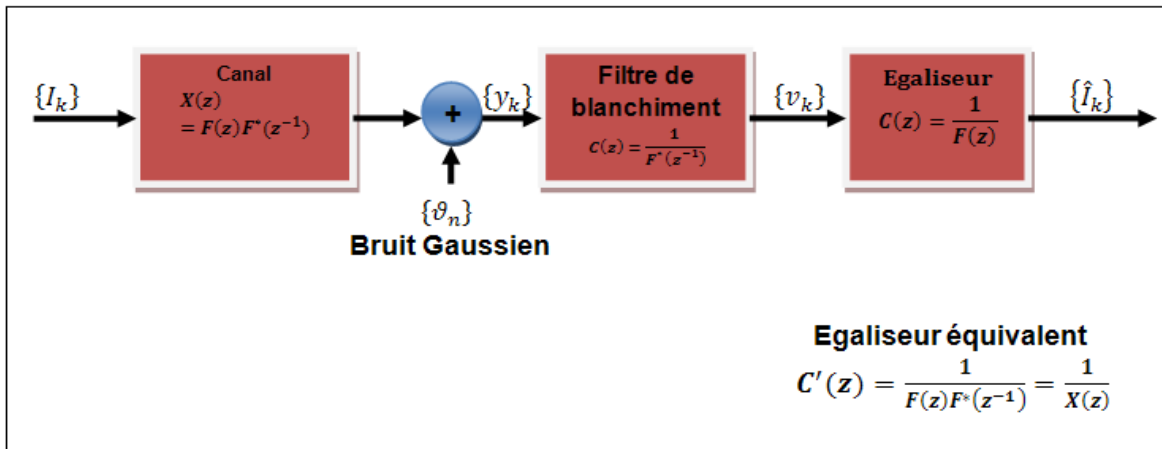 Canal
X(z)
= F(z)F*(z⁻¹)
Filtre de
blanchiment
C(z) = 1/F*(z⁻¹)
Egaliseur
C(z) = 1/F(z)
{I_k}
+
{y_k}
{v_k}
{Î_k}
{ϑ_n}
Bruit Gaussien
Egaliseur équivalent
C′(z) = 1/F(z)F*(z⁻¹) = 1/X(z)